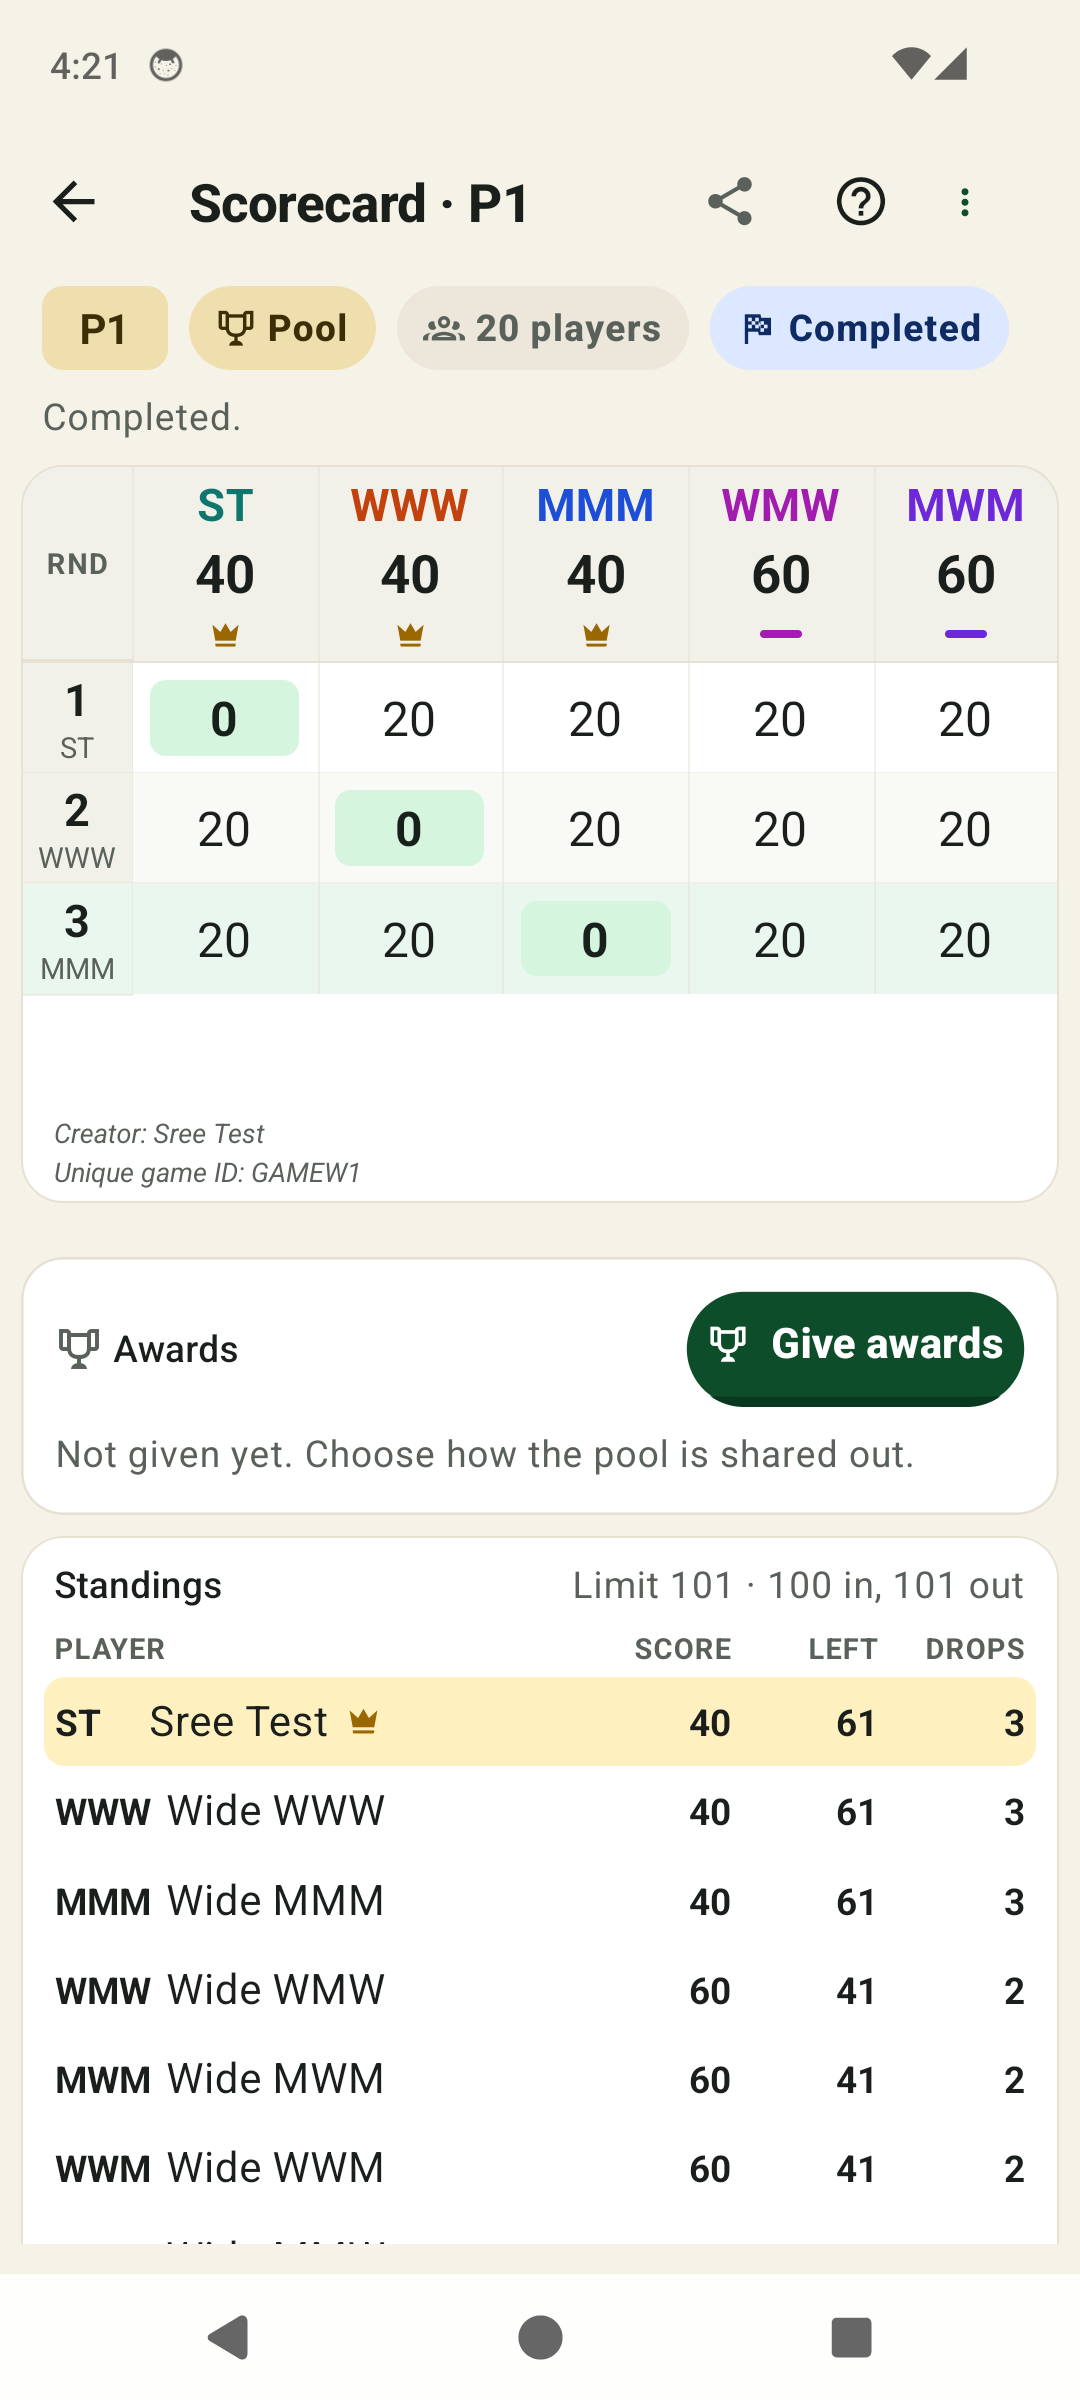 4:21
Scorecard · P1
P1 Pool 20 players Completed
Completed.
RND ST WWW MMM WMW MWM
40 40 40 60 60
1 0 20 20 20 20
ST
2 20 0 20 20 20
WWW
3 20 20 0 20 20
MMM
Creator: Sree Test
Unique game ID: GAMEW1
Awards Give awards
Not given yet. Choose how the pool is shared out.
Standings Limit 101 · 100 in, 101 out
PLAYER SCORE LEFT DROPS
ST Sree Test 40 61 3
WWW Wide WWW 40 61 3
MMM Wide MMM 40 61 3
WMW Wide WMW 60 41 2
MWM Wide MWM 60 41 2
WWM Wide WWM 60 41 2